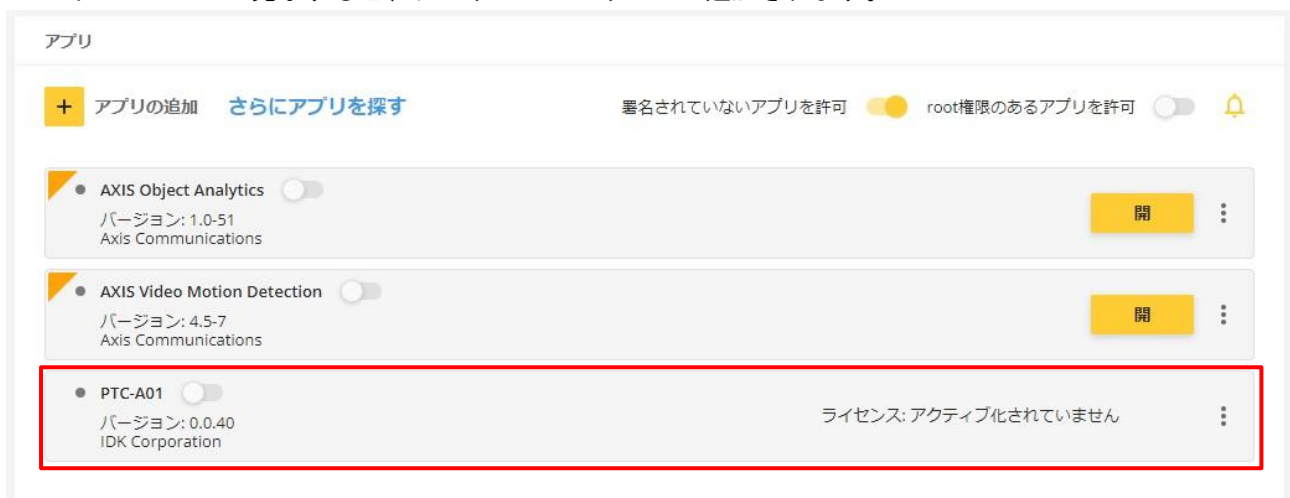 アプリ
+ アプリの追加 さらにアプリを探す 署名されていないアプリを許可 root権限のあるアプリを許可
AXIS Object Analytics
バージョン: 1.0-51
Axis Communications
開
AXIS Video Motion Detection
バージョン: 4.5-7
Axis Communications
開
PTC-A01
バージョン: 0.0.40
IDK Corporation
ライセンス: アクティブ化されていません